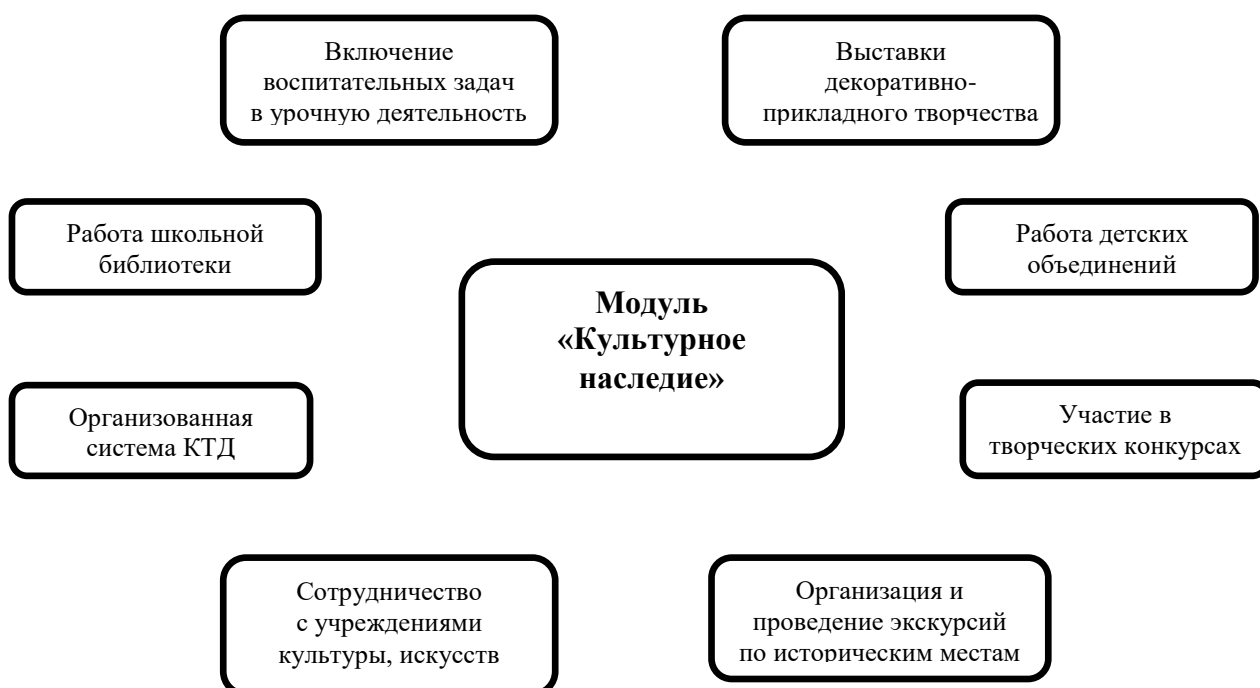 Включение
воспитательных задач
в урочную деятельность
Выставки
декоративно-
прикладного творчества
Работа школьной
библиотеки
Работа детских
объединений
Модуль
«Культурное
наследие»
Организованная
система КТД
Участие в
творческих конкурсах
Сотрудничество
с учреждениями
культуры, искусств
Организация и
проведение экскурсий
по историческим местам